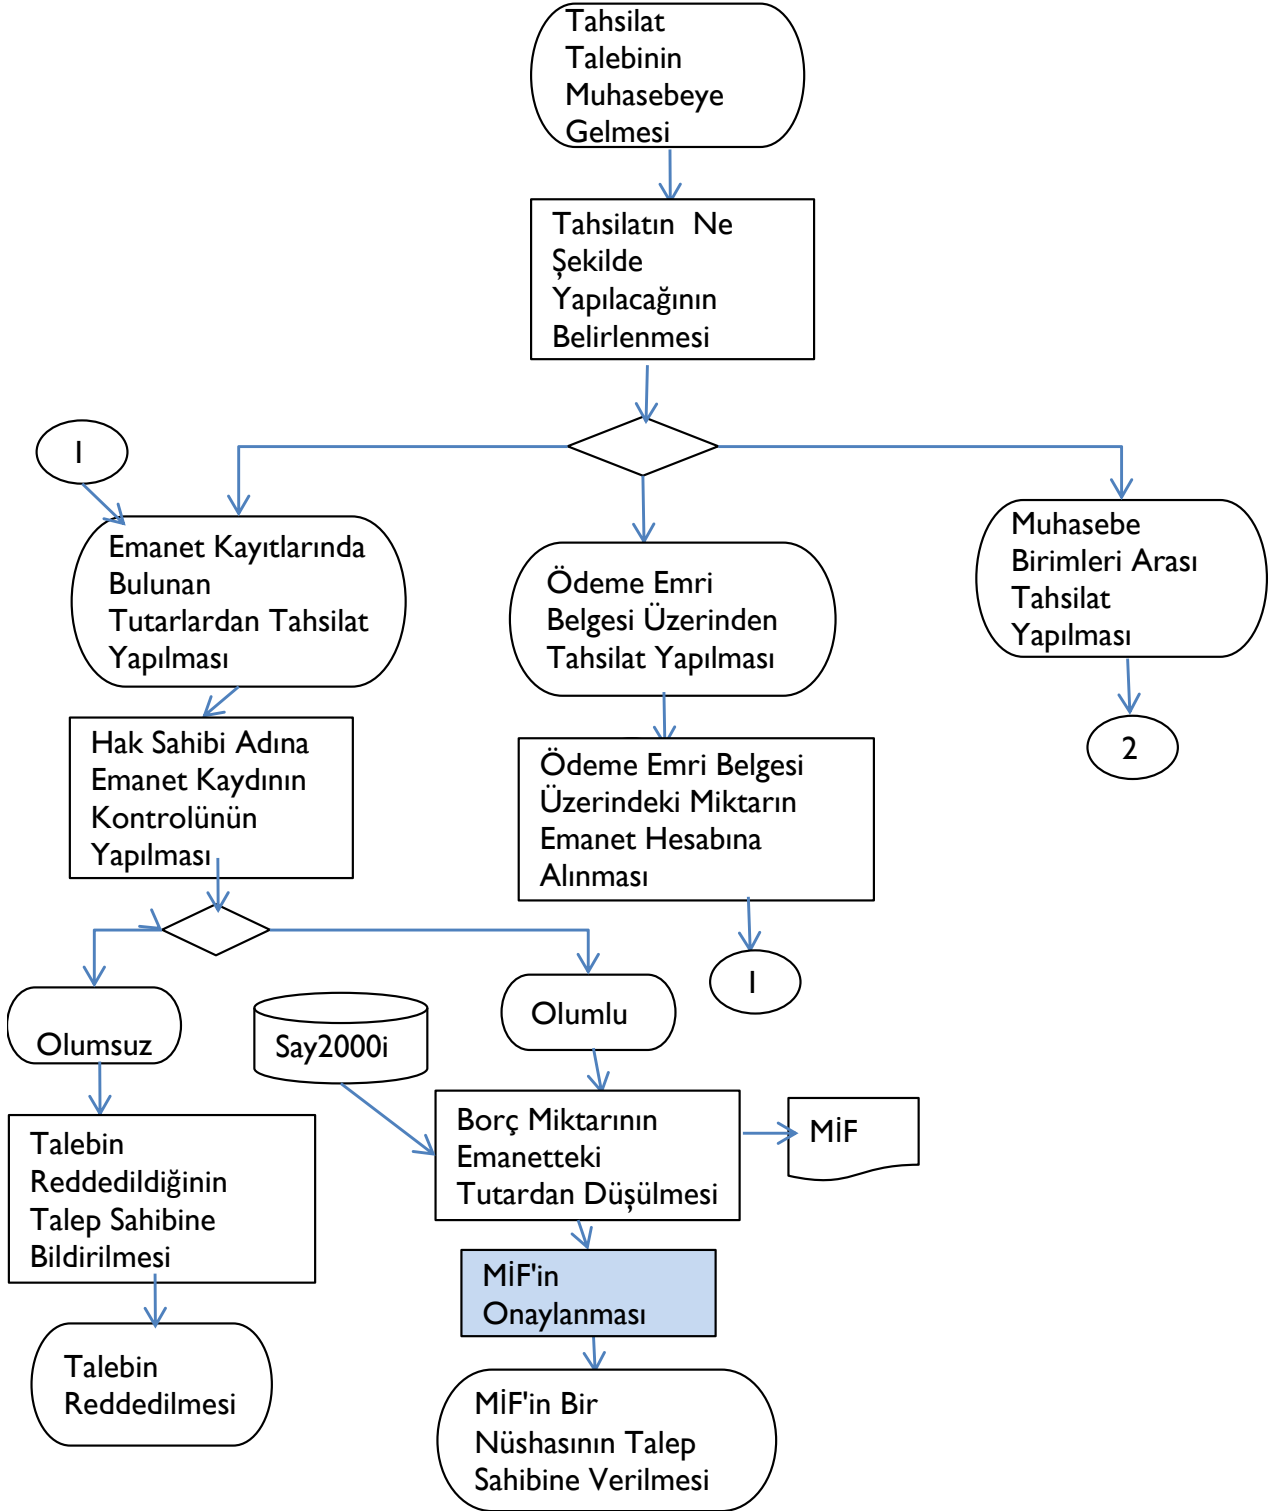 Tahsilat
Talebinin
Muhasebeye
Gelmesi
Tahsilatın Ne
Şekilde
Yapılacağının
Belirlenmesi
1
Emanet Kayıtlarında
Bulunan
Tutarlardan Tahsilat
Yapılması
Ödeme Emri
Belgesi Üzerinden
Tahsilat Yapılması
Muhasebe
Birimleri Arası
Tahsilat
Yapılması
Hak Sahibi Adına
Emanet Kaydının
Kontrolünün
Yapılması
Ödeme Emri Belgesi
Üzerindeki Miktarın
Emanet Hesabına
Alınması
2
1
Olumsuz
Say2000i
Olumlu
Talebin
Reddedildiğinin
Talep Sahibine
Bildirilmesi
Borç Miktarının
Emanetteki
Tutardan Düşülmesi
MİF
MİF'in
Onaylanması
Talebin
Reddedilmesi
MİF'in Bir
Nüshasının Talep
Sahibine Verilmesi